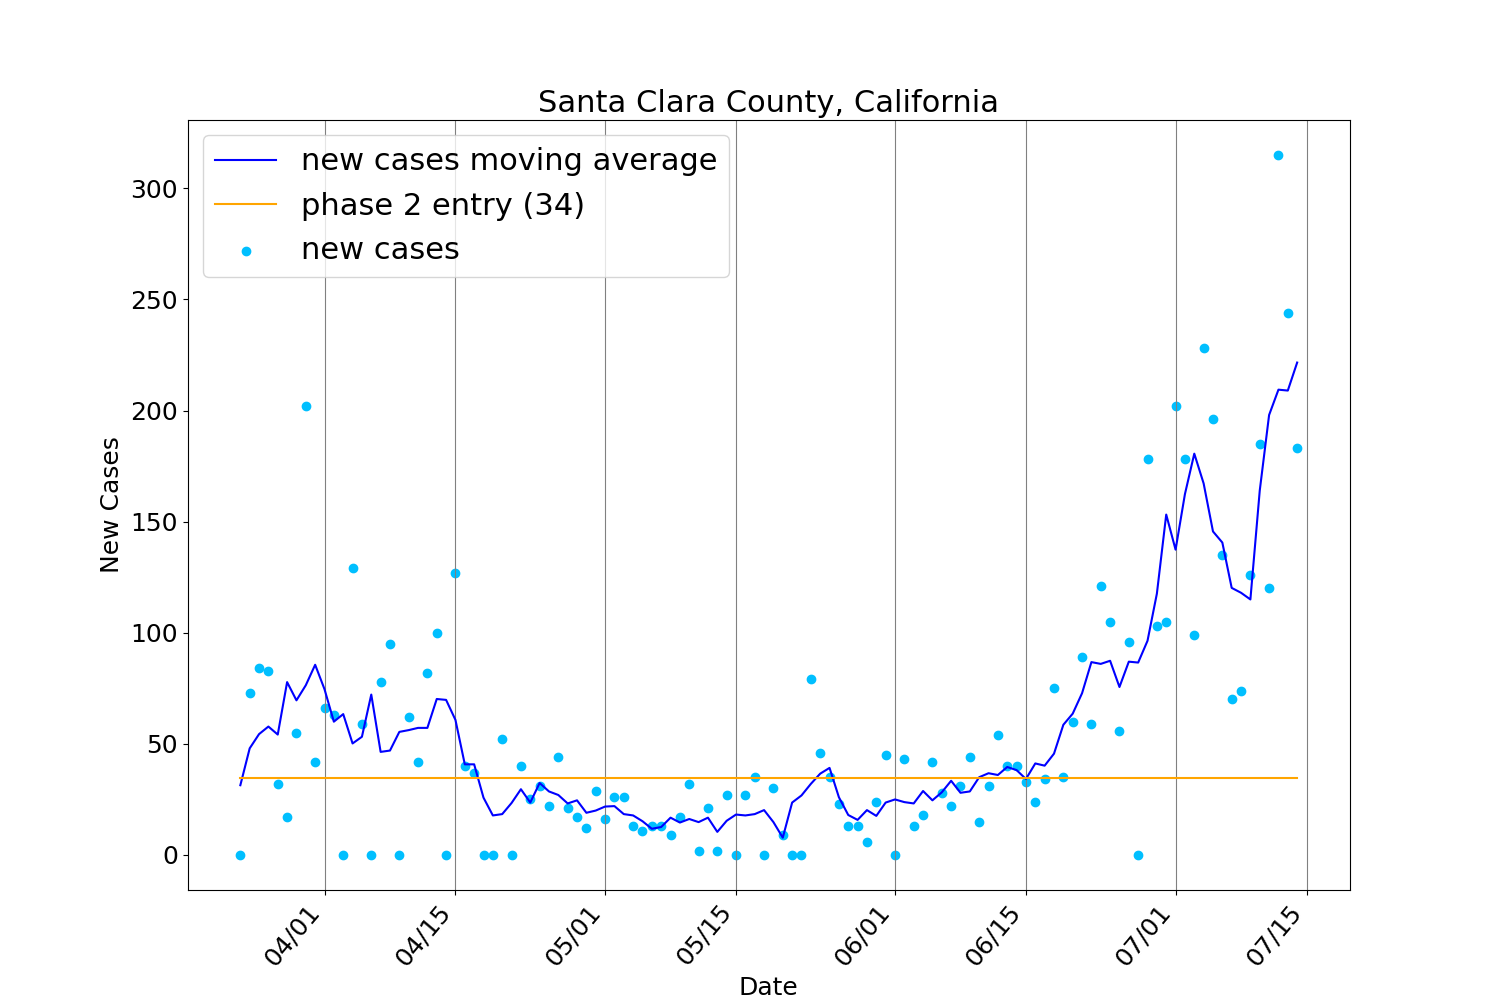 Santa Clara County, California
new cases moving average
phase 2 entry (34)
new cases
300
250
200
150
100
50
0
New Cases
04/01
04/15
05/01
05/15
06/01
06/15
07/01
07/15
Date